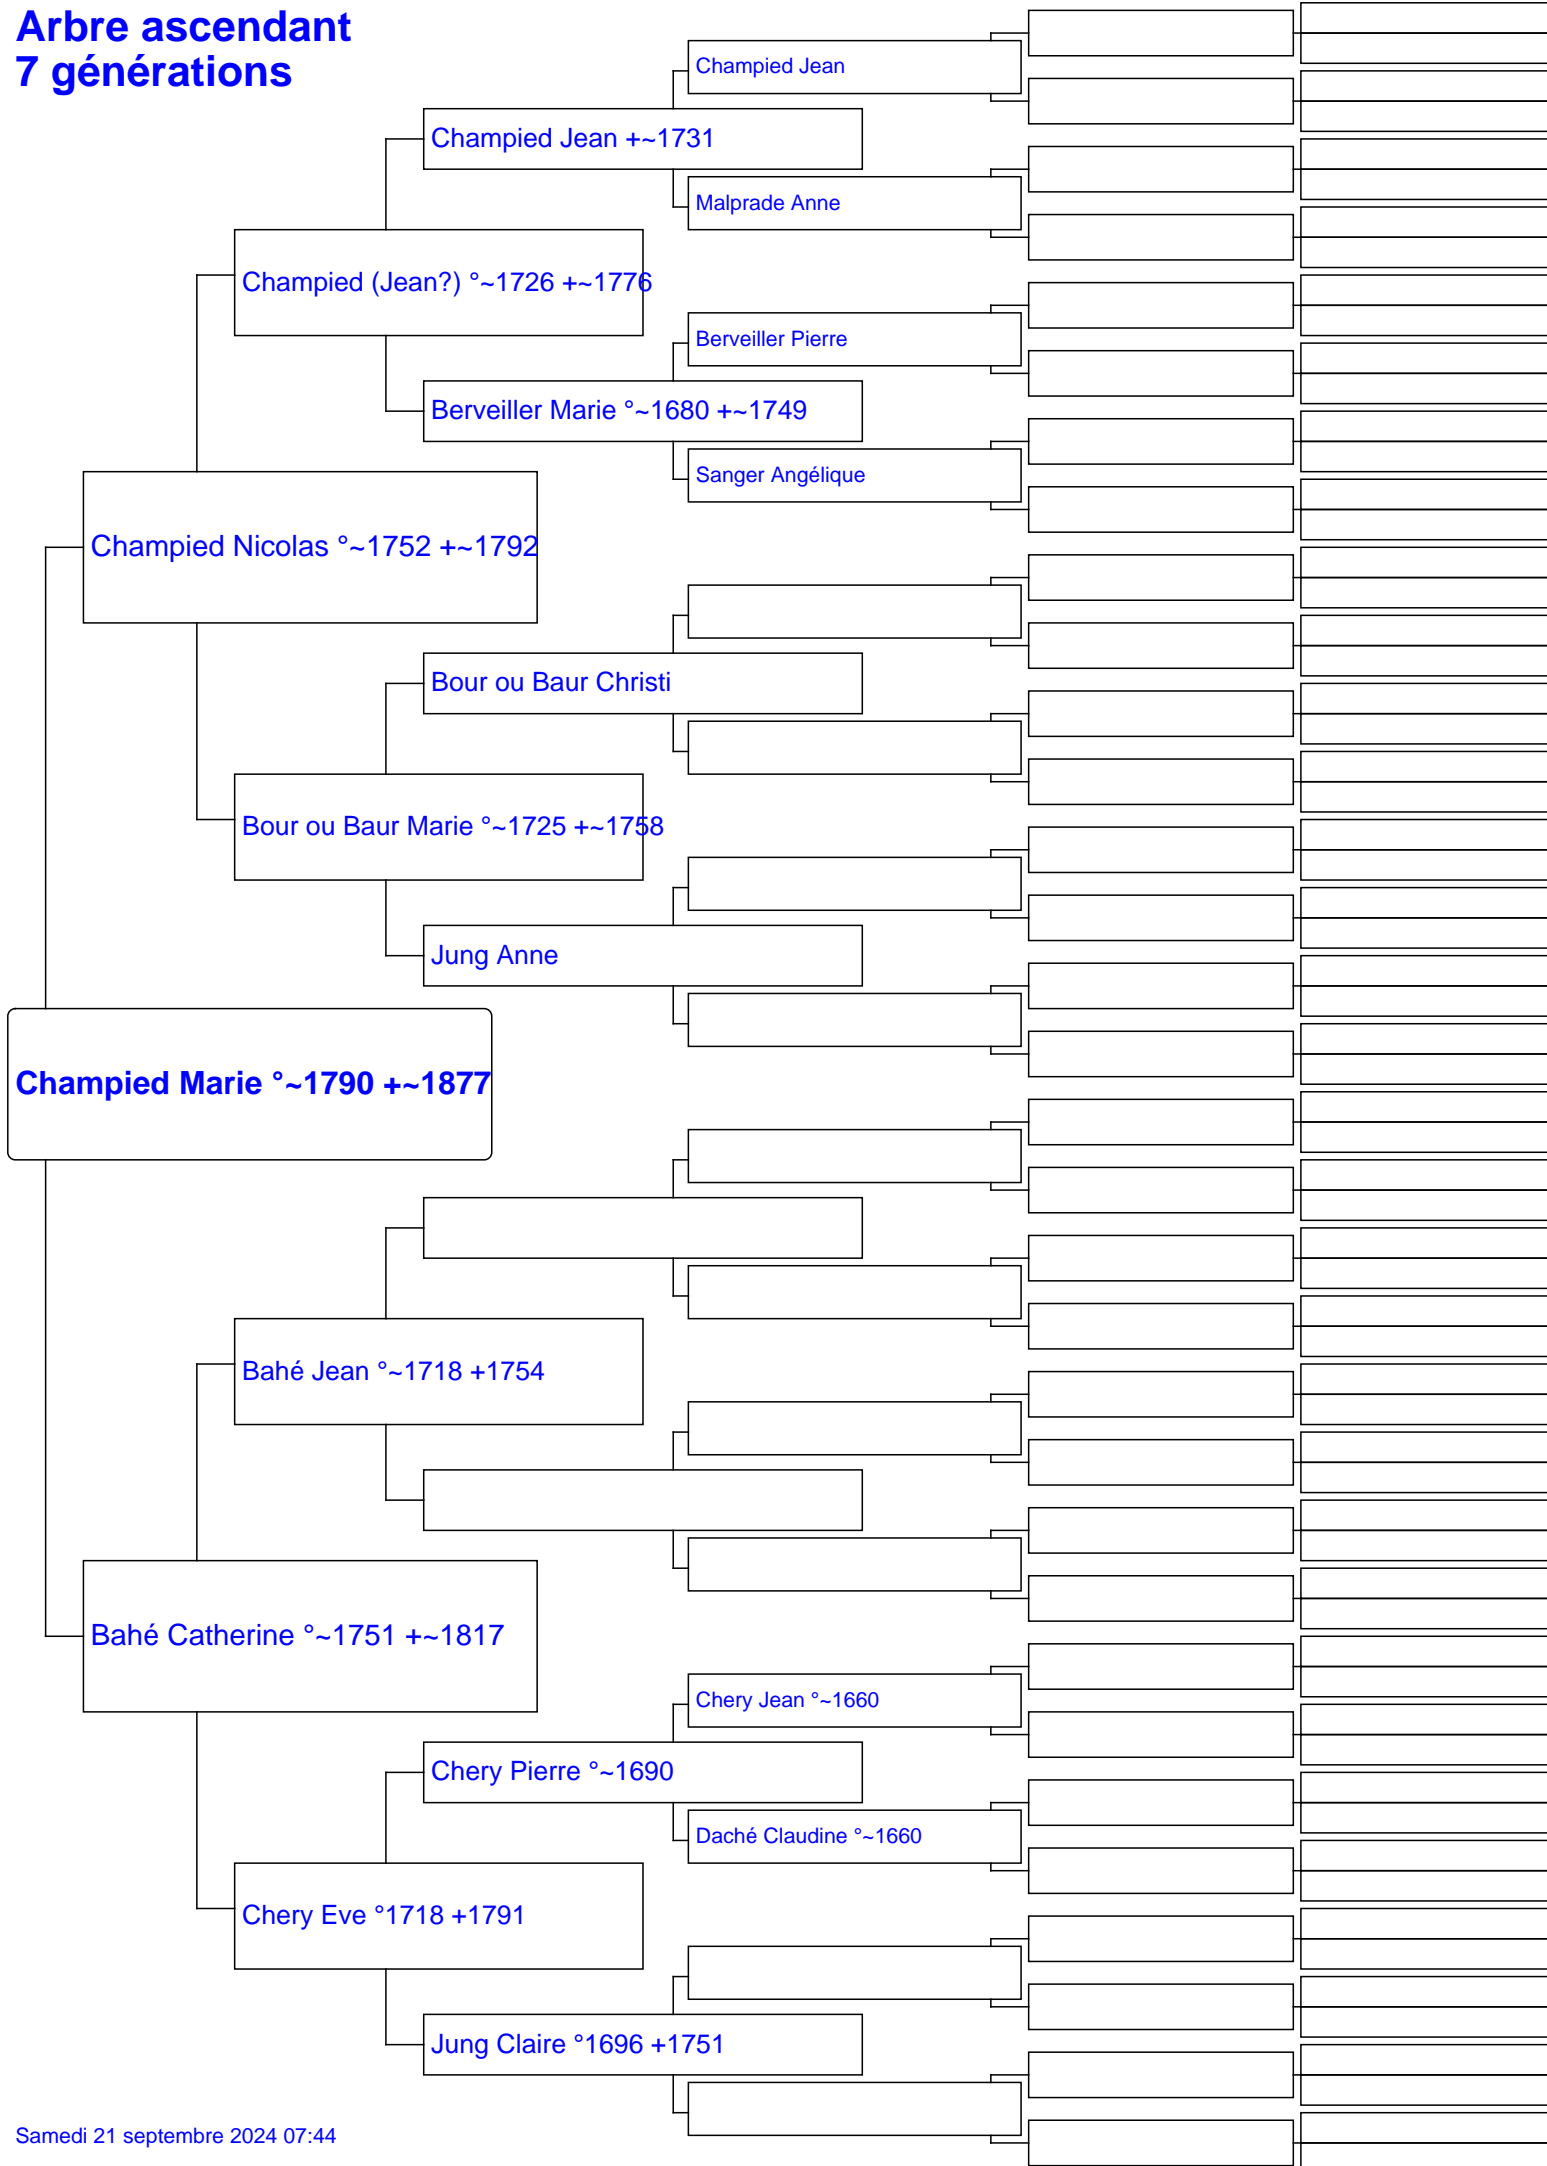 Arbre ascendant
7 générations
Champied Jean
Champied Jean +~1731
Malprade Anne
Champied (Jean?) °~1726 +~1776
Berveiller Pierre
Berveiller Marie °~1680 +~1749
Sanger Angélique
Champied Nicolas °~1752 +~1792
Bour ou Baur Christi
Bour ou Baur Marie °~1725 +~1758
Jung Anne
Champied Marie °~1790 +~1877
Bahé Jean °~1718 +1754
Bahé Catherine °~1751 +~1817
Chery Jean °~1660
Chery Pierre °~1690
Daché Claudine °~1660
Chery Eve °1718 +1791
Jung Claire °1696 +1751
Samedi 21 septembre 2024 07:44